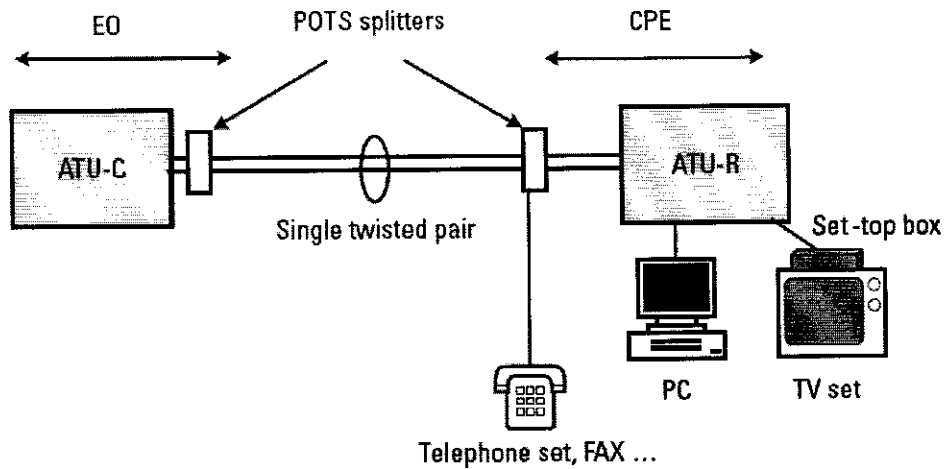 EO
POTS splitters
CPE
ATU-C
ATU-R
Single twisted pair
Set-top box
PC
TV set
Telephone set, FAX ...